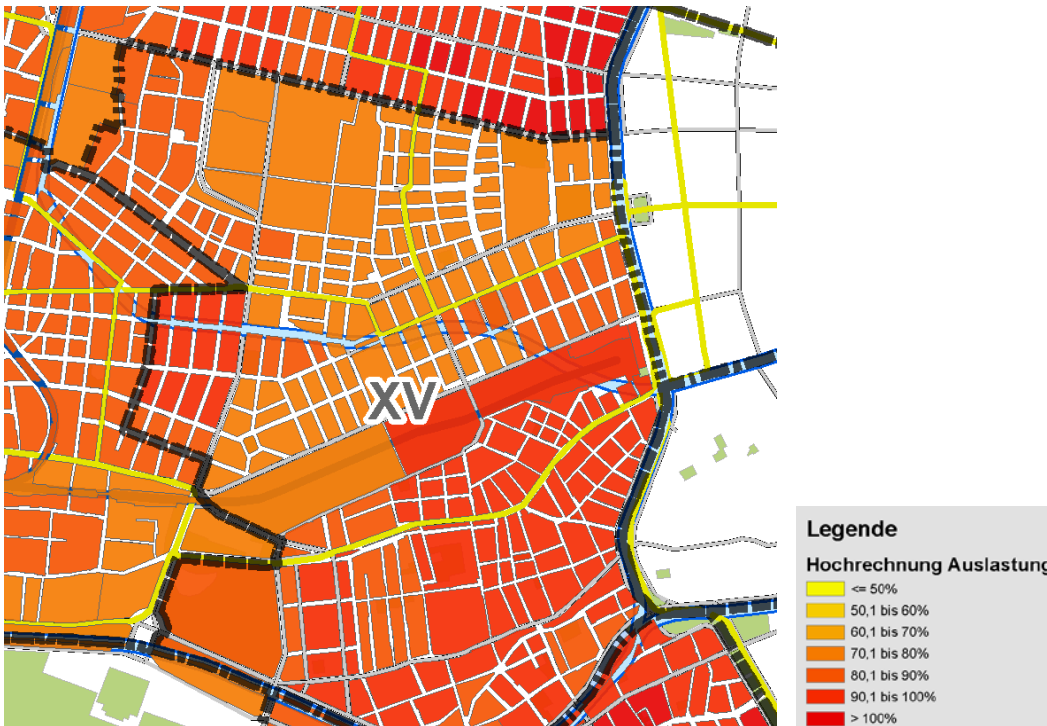 XV
Legende
Hochrechnung Auslastung
<= 50%
50,1 bis 60%
60,1 bis 70%
70,1 bis 80%
80,1 bis 90%
90,1 bis 100%
> 100%